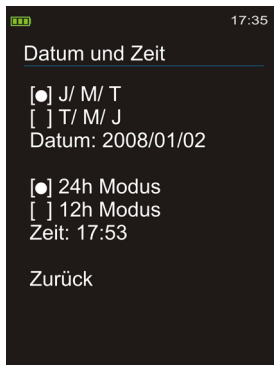 17:35
Datum und Zeit
[●] J/ M/ T
[ ] T/ M/ J
Datum: 2008/01/02
[●] 24h Modus
[ ] 12h Modus
Zeit: 17:53
Zurück